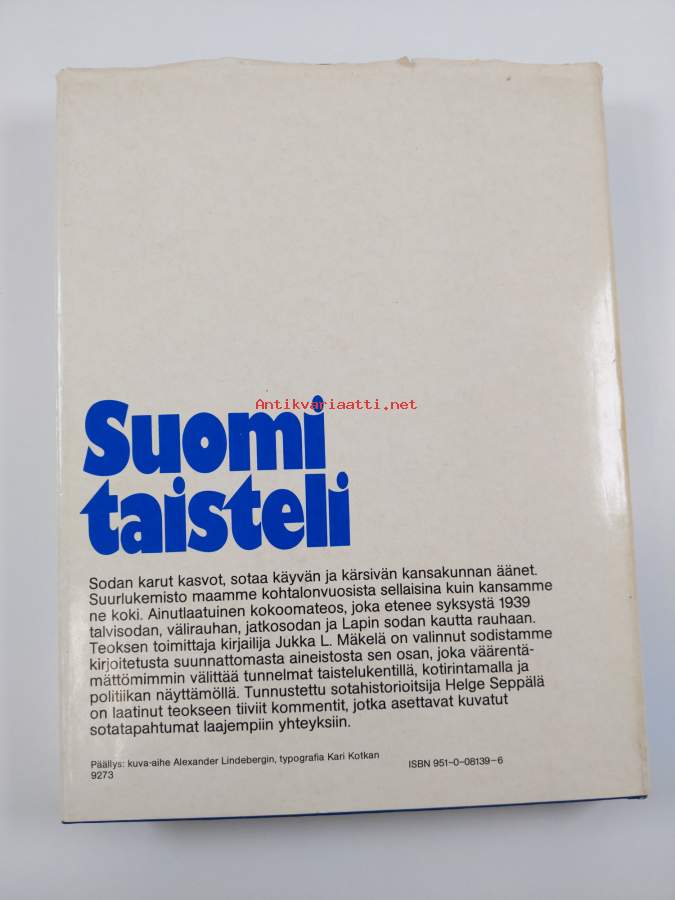 Suomi
Antikvariaatti.net
taisteli
Sodan karut kasvot, sotaa käyvän ja kärsivän kansakunnan äänet.
Suurlukemisto maamme kohtalonvuosista sellaisina kuin kansamme
ne koki. Ainutlaatuinen kokoomateos, joka etenee syksystä 1939
talvisodan, välirauhan, jatkosodan ja Lapin sodan kautta rauhaan.
Teoksen toimittaja kirjailija Jukka L. Mäkelä on valinnut sodistamme
kirjoitetusta suunnattomasta aineistosta sen osan, joka väärentä-
mättömimmin välittää tunnelmat taistelukentillä, kotirintamalla ja
politiikan näyttämöllä. Tunnustettu sotahistorioitsija Helge Seppälä
on laatinut teokseen tiiviit kommentit, jotka asettavat kuvatut
sotatapahtumat laajempiin yhteyksiin.
Päällys: kuva-aihe Alexander Lindebergin, typografia Kari Kotkan
9273
ISBN 951-0-08139-6